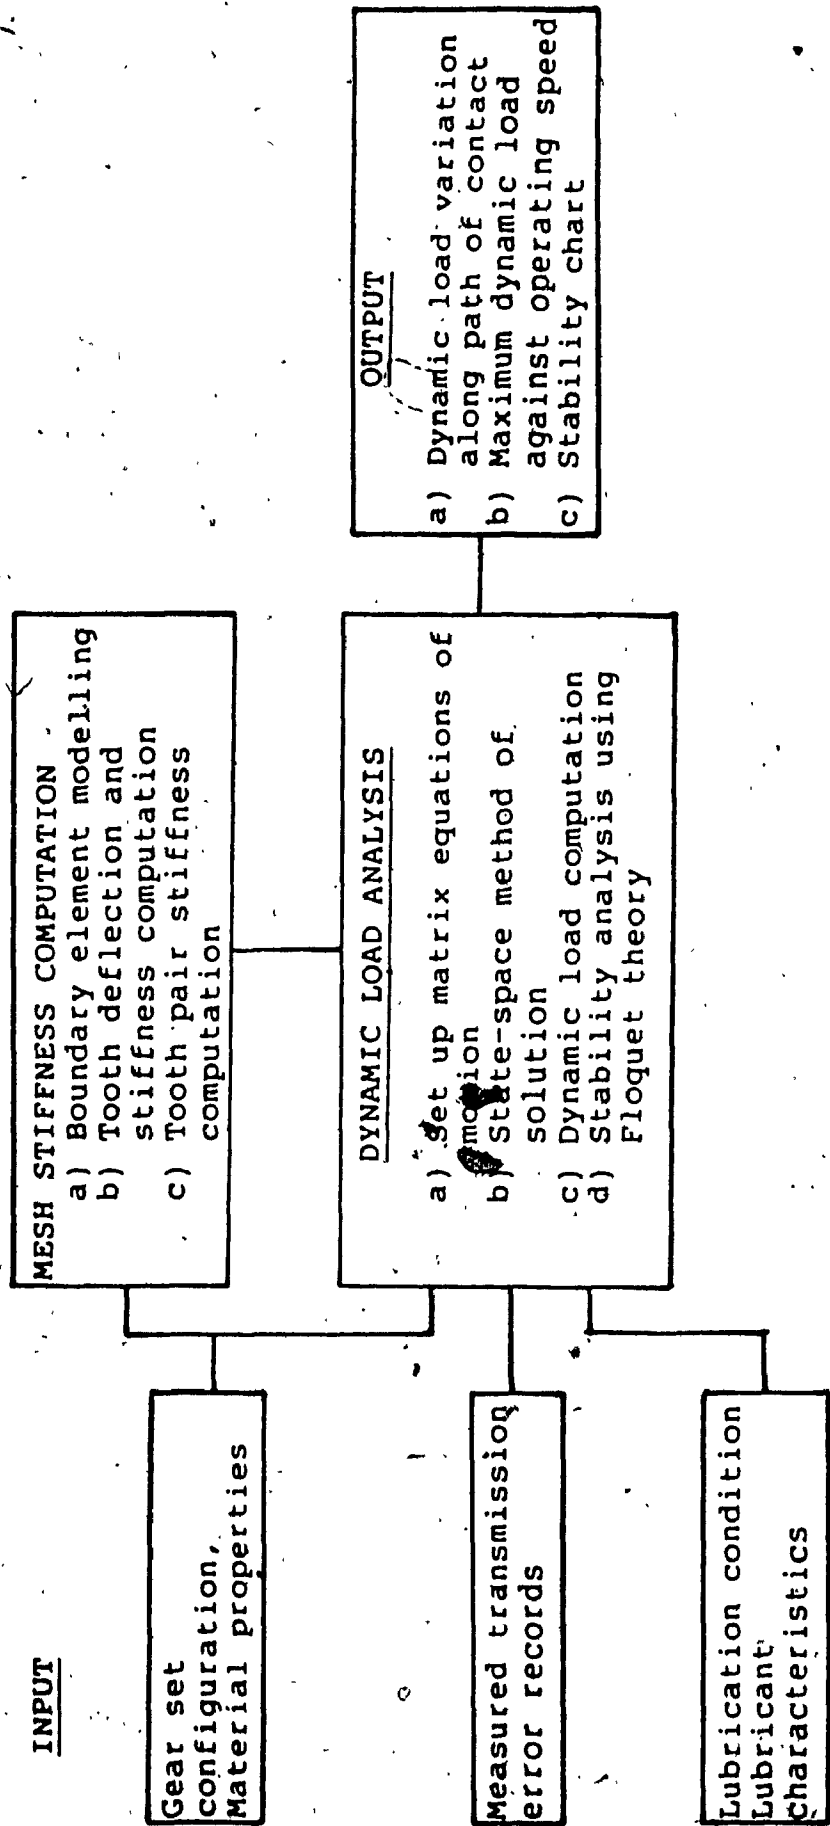 INPUT
Gear set
configuration,
Material properties
Measured transmission
error records
Lubrication condition
Lubricant
characteristics
MESH STIFFNESS COMPUTATION
a) Boundary element modelling
b) Tooth deflection and
stiffness computation
c) Tooth pair stiffness
computation
DYNAMIC LOAD ANALYSIS
a) Set up matrix equations of
motion
b) State-space method of
solution
c) Dynamic load computation
d) Stability analysis using
Floquet theory
OUTPUT
a) Dynamic load variation
along path of contact
b) Maximum dynamic load
against operating speed
c) Stability chart